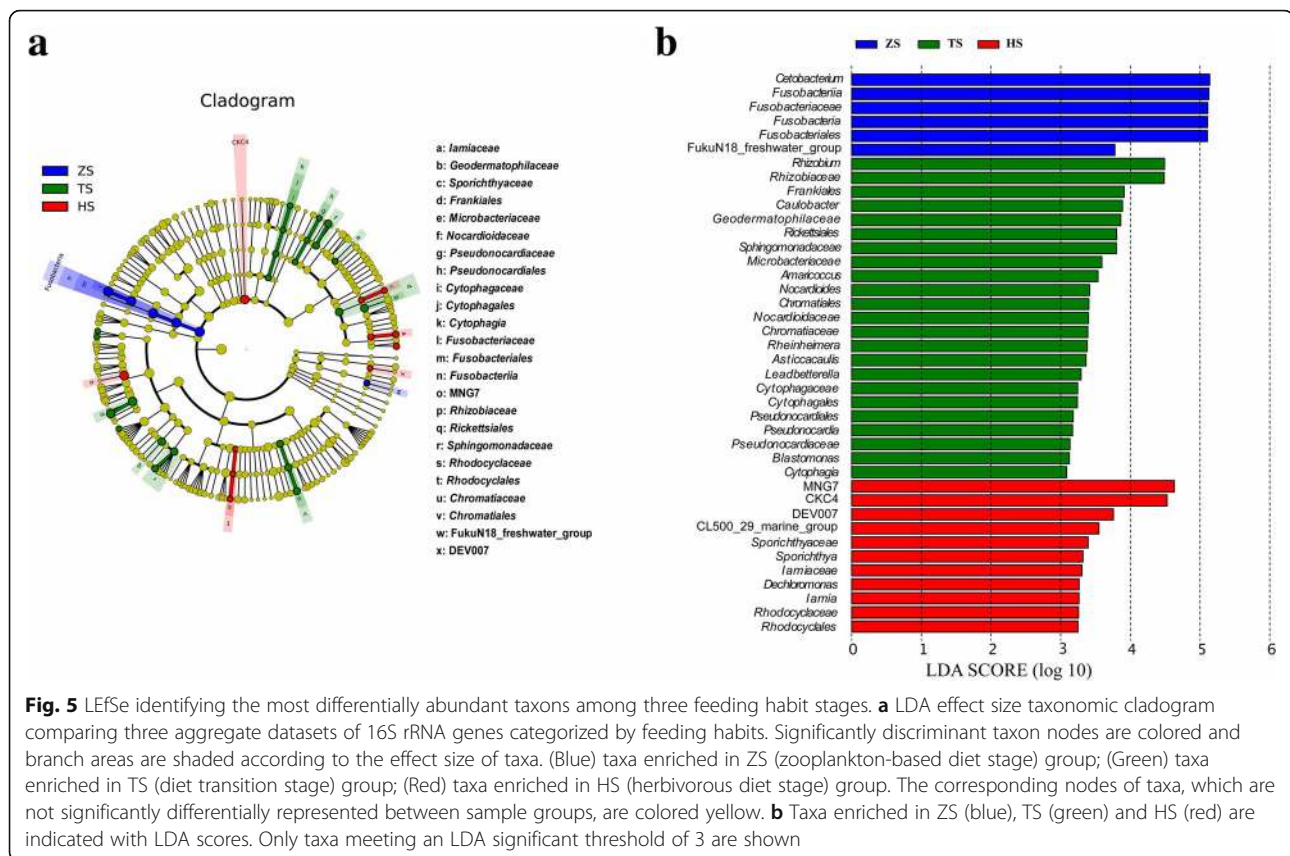 a
Cladogram
ZS
TS
HS
CKC4
Fusobacteria
a: Iamiaceae
b: Geodermatophilaceae
c: Sporichthyaceae
d: Frankiales
e: Microbacteriaceae
f: Nocardioidaceae
g: Pseudonocardiaceae
h: Pseudonocardiales
i: Cytophagaceae
j: Cytophagales
k: Cytophagia
l: Fusobacteriaceae
m: Fusobacteriales
n: Fusobacteriia
o: MNG7
p: Rhizobiaceae
q: Rickettsiales
r: Sphingomonadaceae
s: Rhodocyclaceae
t: Rhodocyclales
u: Chromatiaceae
v: Chromatiales
w: FukuN18_freshwater_group
x: DEV007
b
ZS TS HS
Cetobacterium
Fusobacteriia
Fusobacteriaceae
Fusobacteria
Fusobacteriales
FukuN18_freshwater_group
Rhizobium
Rhizobiaceae
Frankiales
Caulobacter
Geodermatophilaceae
Rickettsiales
Sphingomonadaceae
Microbacteriaceae
Amaricoccus
Nocardioides
Chromatiales
Nocardioidaceae
Chromatiaceae
Rheinheimera
Asticcacaulis
Leadbetterella
Cytophagaceae
Cytophagales
Pseudonocardiales
Pseudonocardia
Pseudonocardiaceae
Blastomonas
Cytophagia
MNG7
CKC4
DEV007
CL500_29_marine_group
Sporichthyaceae
Sporichthya
Iamiaceae
Dechloromonas
Iamia
Rhodocyclaceae
Rhodocyclales
0 1 2 3 4 5 6
LDA SCORE (log 10)
Fig. 5 LEfSe identifying the most differentially abundant taxons among three feeding habit stages. a LDA effect size taxonomic cladogram
comparing three aggregate datasets of 16S rRNA genes categorized by feeding habits. Significantly discriminant taxon nodes are colored and
branch areas are shaded according to the effect size of taxa. (Blue) taxa enriched in ZS (zooplankton-based diet stage) group; (Green) taxa
enriched in TS (diet transition stage) group; (Red) taxa enriched in HS (herbivorous diet stage) group. The corresponding nodes of taxa, which are
not significantly differentially represented between sample groups, are colored yellow. b Taxa enriched in ZS (blue), TS (green) and HS (red) are
indicated with LDA scores. Only taxa meeting an LDA significant threshold of 3 are shown